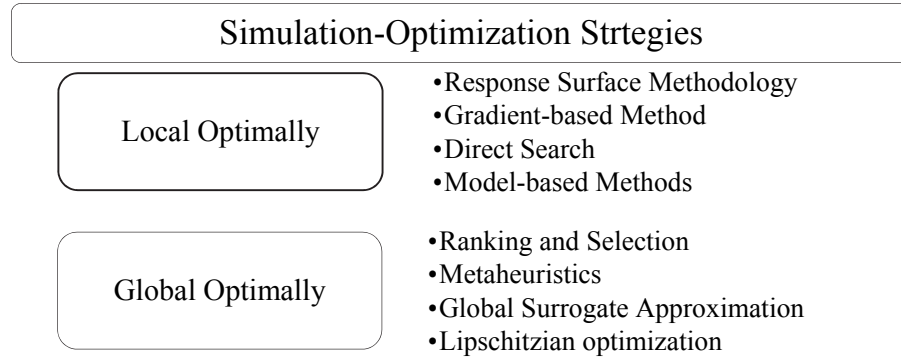 Simulation-Optimization Strtegies
Local Optimally
•Response Surface Methodology
•Gradient-based Method
•Direct Search
•Model-based Methods
Global Optimally
•Ranking and Selection
•Metaheuristics
•Global Surrogate Approximation
•Lipschitzian optimization